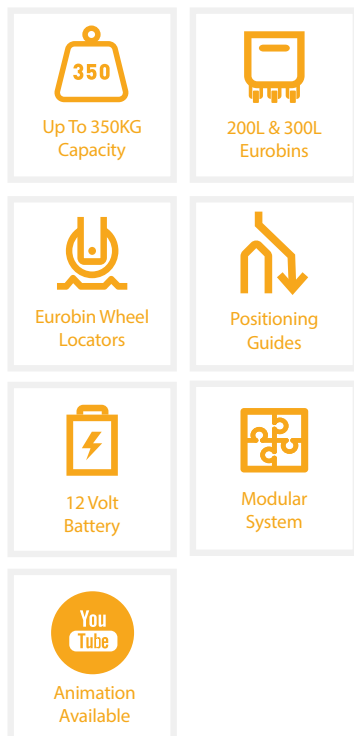 350
Up To 350KG
Capacity
200L & 300L
Eurobins
Eurobin Wheel
Locators
Positioning
Guides
12 Volt
Battery
Modular
System
You
Tube
Animation
Available